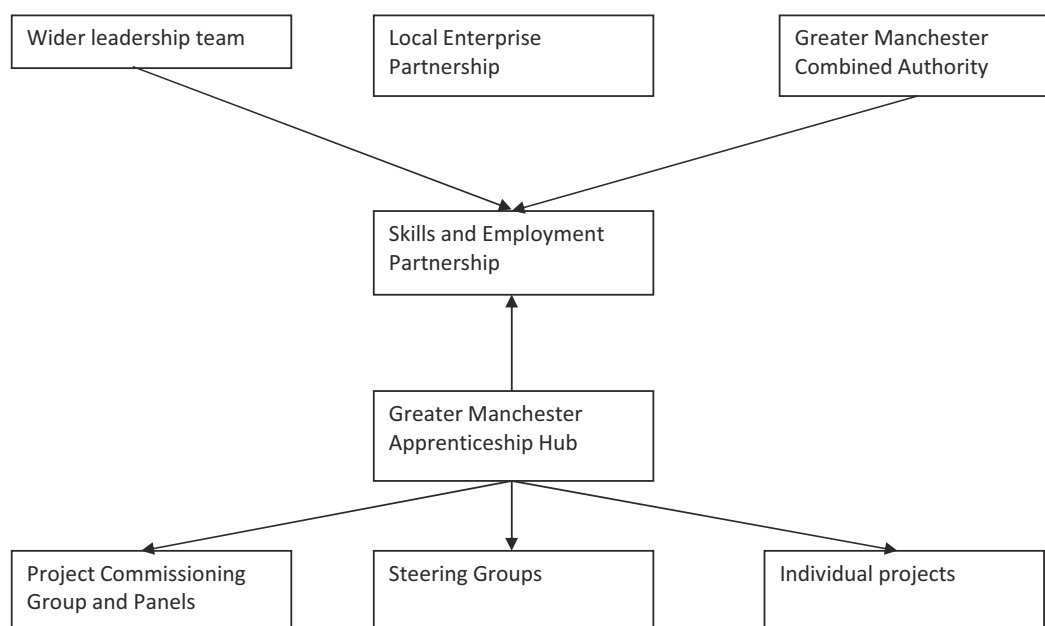 Wider leadership team
Local Enterprise
Partnership
Greater Manchester
Combined Authority
Skills and Employment
Partnership
Greater Manchester
Apprenticeship Hub
Project Commissioning
Group and Panels
Steering Groups
Individual projects